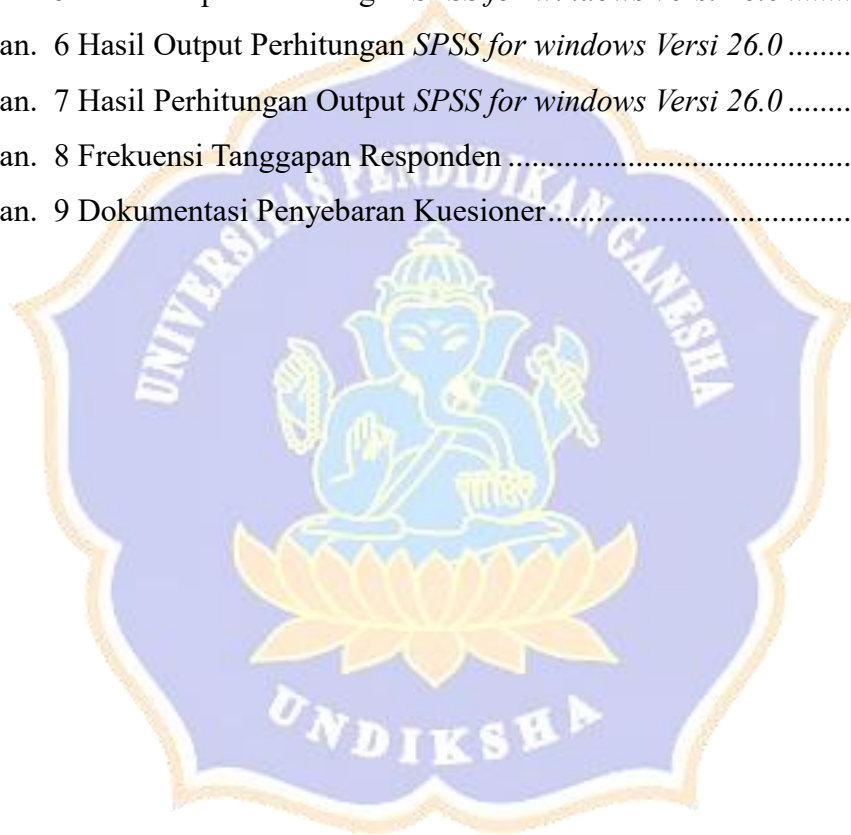 an. 6 Hasil Output Perhitungan SPSS for windows Versi 26.0 ........
an. 7 Hasil Perhitungan Output SPSS for windows Versi 26.0 ........
an. 8 Frekuensi Tanggapan Responden .......................................
an. 9 Dokumentasi Penyebaran Kuesioner..................................
UNIVERSITAS PENDIDIKAN GANESHA
UNDIKSHA